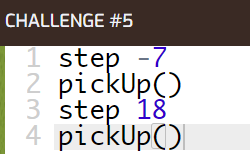 CHALLENGE #5
1 step -7
2 pickUp()
3 step 18
4 pickUp()